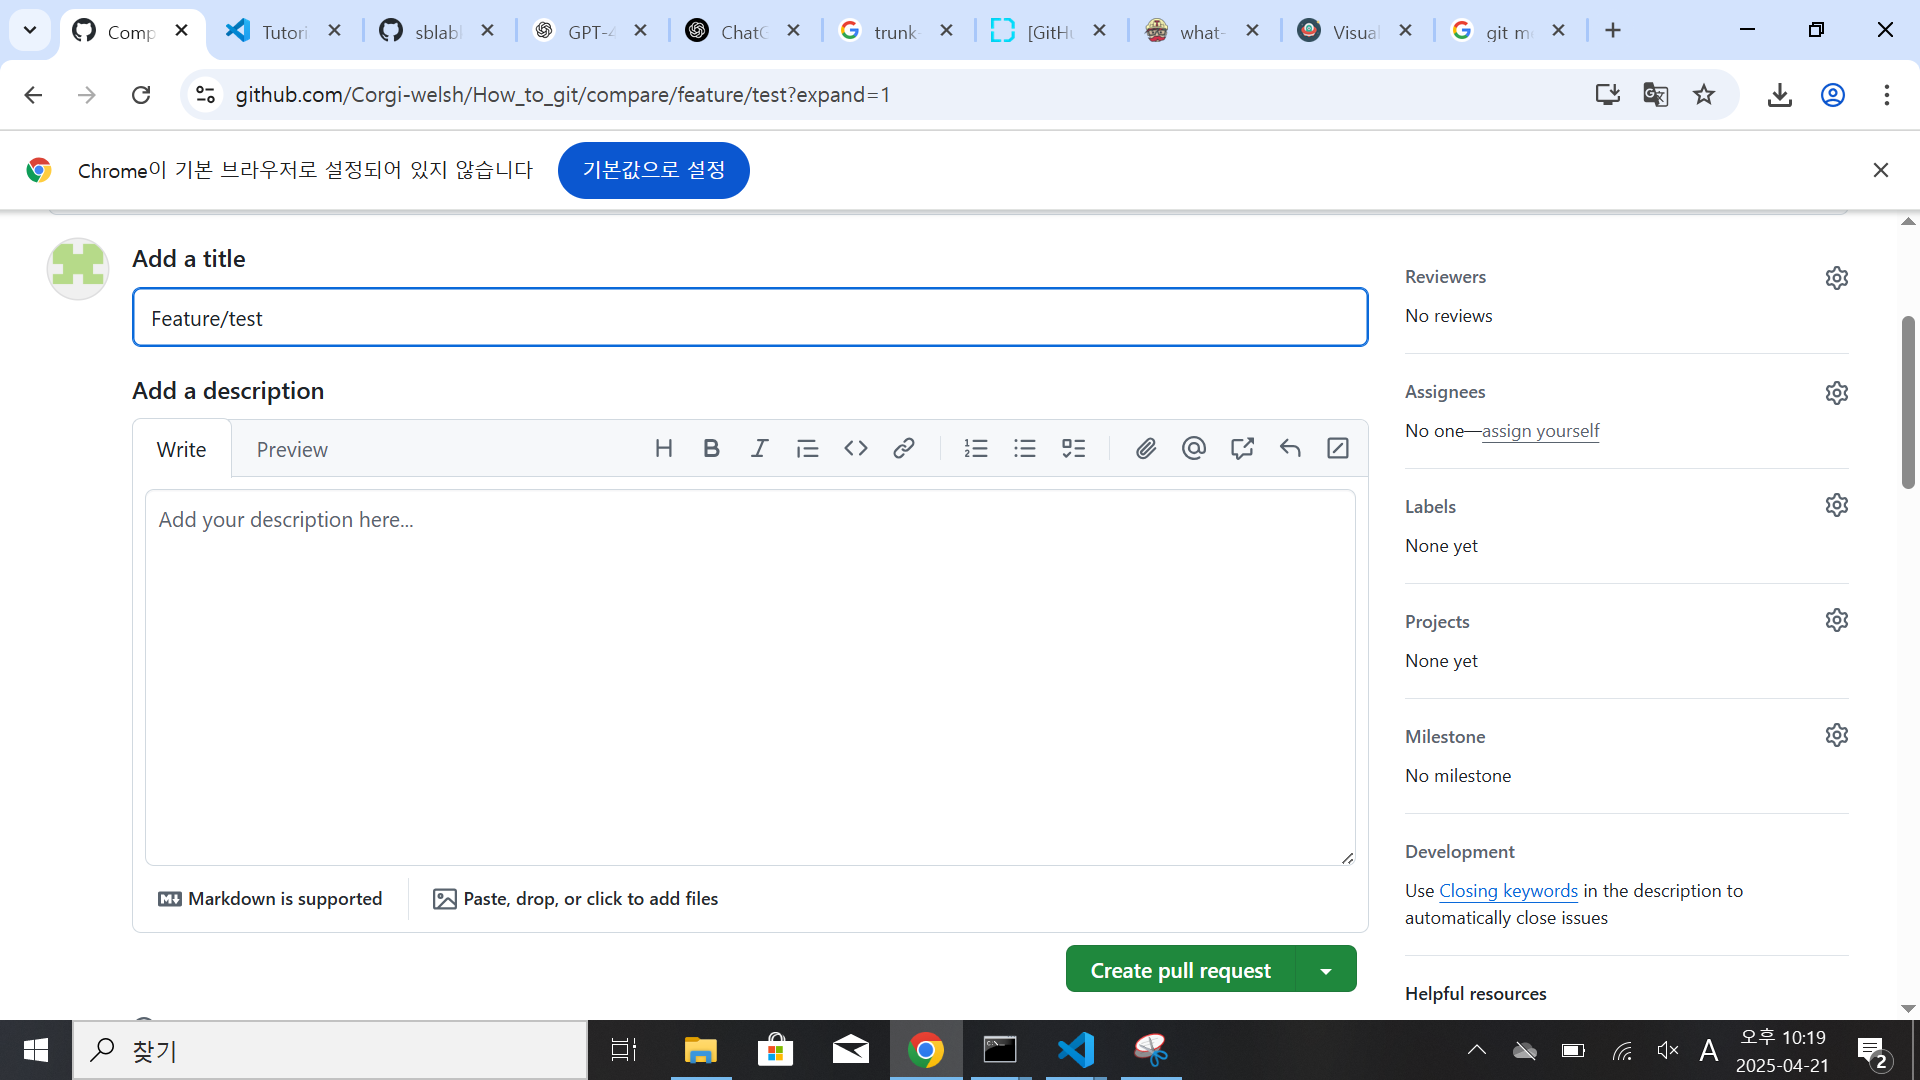 Comp
Tutori
sblabl
GPT-4
ChatG
trunk-
[GitHu
what-
Visual
git me
github.com/Corgi-welsh/How_to_git/compare/feature/test?expand=1
Chrome이 기본 브라우저로 설정되어 있지 않습니다
기본값으로 설정
Add a title
Feature/test
Add a description
Write
Preview
Add your description here...
Markdown is supported
Paste, drop, or click to add files
Create pull request
Reviewers
No reviews
Assignees
No one—assign yourself
Labels
None yet
Projects
None yet
Milestone
No milestone
Development
Use Closing keywords in the description to
automatically close issues
Helpful resources
찾기
A
오후 10:19
2025-04-21
2